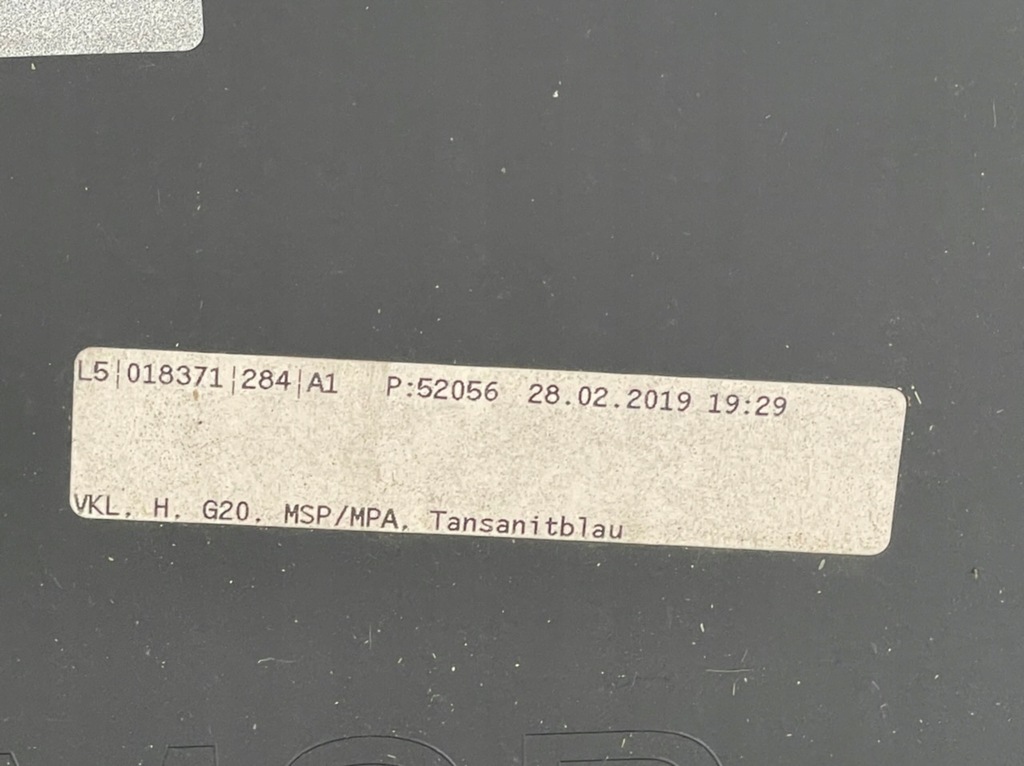 L5|018371|284|A1 P:52056 28.02.2019 19:29
VKL, H, G20, MSP/MPA, Tansanitblau